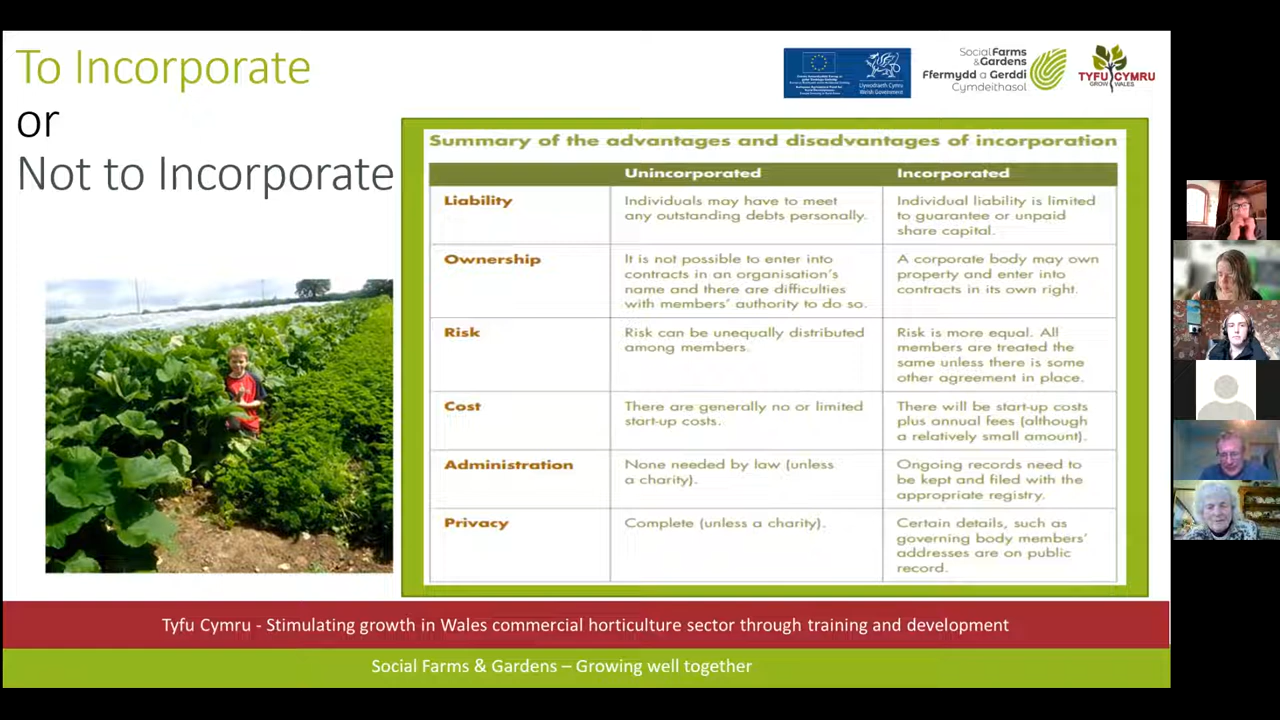 To Incorporate
or
Not to Incorporate
Llywodraeth Cymru
Welsh Government
Social Farms
& Gardens
Ffermydd a Gerddi
Cymdeithasol
TYFU CYMRU
GROW WALES
Summary of the advantages and disadvantages of incorporation
Unincorporated Incorporated
Liability
Individuals may have to meet
any outstanding debts personally.
Individual liability is limited
to guarantee or unpaid
share capital.
Ownership
It is not possible to enter into
contracts in an organisation's
name and there are difficulties
with members' authority to do so.
A corporate body may own
property and enter into
contracts in its own right.
Risk
Risk can be unequally distributed
among members.
Risk is more equal. All
members are treated the
same unless there is some
other agreement in place.
Cost
There are generally no or limited
start-up costs.
There will be start-up costs
plus annual fees (although
a relatively small amount).
Administration
None needed by law (unless
a charity).
Ongoing records need to
be kept and filed with the
appropriate registry.
Privacy
Complete (unless a charity).
Certain details, such as
governing body members'
addresses are on public
record.
Tyfu Cymru - Stimulating growth in Wales commercial horticulture sector through training and development
Social Farms & Gardens – Growing well together